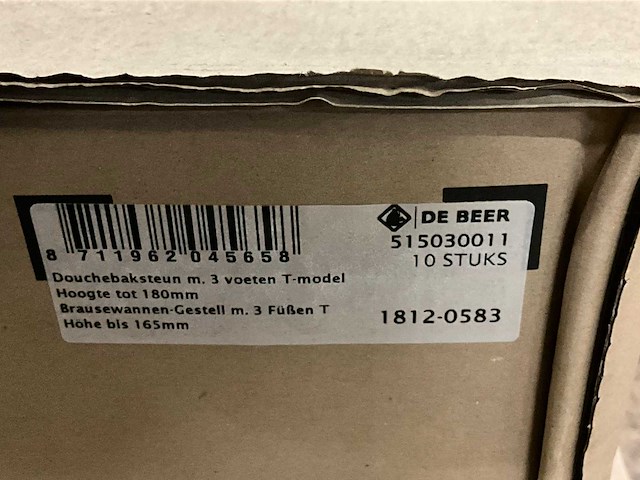 8 711962 045658
DE BEER
515030011
10 STUKS
Douchebaksteun m. 3 voeten T-model
Hoogte tot 180mm
Brausewannen-Gestell m. 3 Füßen T
Höhe bis 165mm
1812-0583